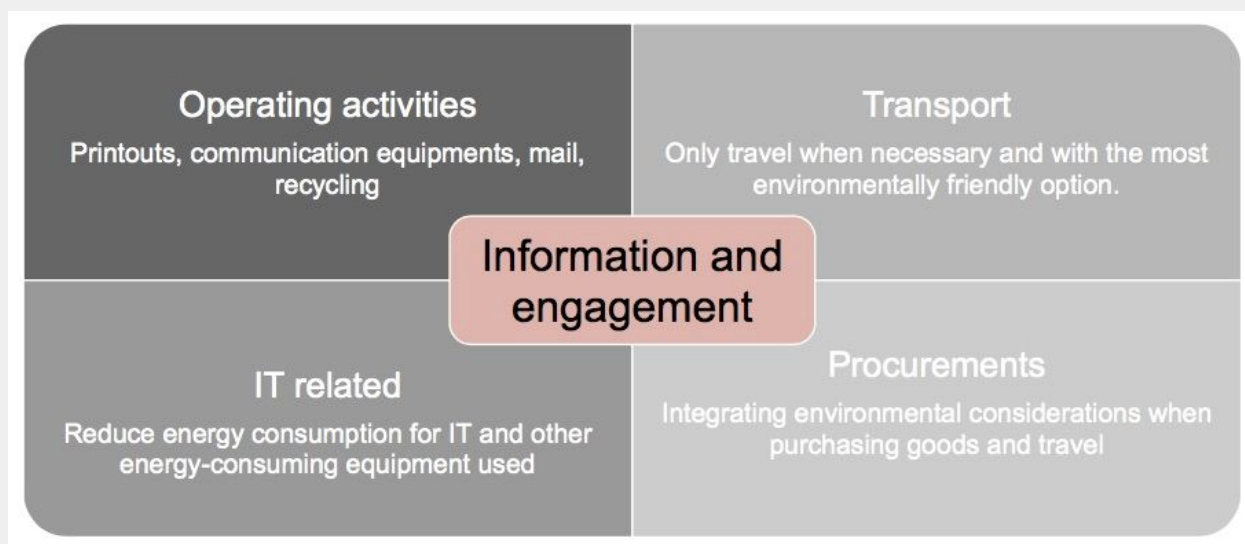 Operating activities
Printouts, communication equipments, mail,
recycling
Transport
Only travel when necessary and with the most
environmentally friendly option.
Information and
engagement
IT related
Reduce energy consumption for IT and other
energy-consuming equipment used
Procurements
Integrating environmental considerations when
purchasing goods and travel